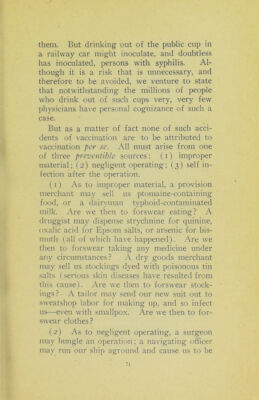 them. But drinking out of the public cup in
a railway car might inoculate, and doubtless
has inoculated, persons with syphilis. Al-
though it is a risk that is unnecessary, and
therefore to be avoided, we venture to state
that notwithstanding the millions of people
who drink out of such cups very, very few
physicians have personal cognizance of such a
case.
But as a matter of fact none of such acci-
dents of vaccination are to be attributed to
vaccination per se. All must arise from one
of three preventible sources: (1) improper
material; (2) negligent operating; (3) self in-
fection after the operation.
(1) As to improper material, a provision
merchant may sell us ptomaine-containing
food, or a dairyman typhoid-contaminated
milk. Are we then to forswear eating? A
druggist may dispense strychnine for quinine,
oxalic acid for Epsom salts, or arsenic for bis-
muth (all of which have happened). Are we
then to forswear taking any medicine under
any circumstances? A dry goods merchant
may sell us stockings dyed with poisonous tin
salts (serious skin diseases have resulted from
this cause). Are we then to forswear stock-
ings? A tailor may send our new suit out to
sweatshop labor for making up, and so infect
us—even with smallpox. Are we then to for-
swear clothes?
(2) As to negligent operating, a surgeon
may bungle an operation; a navigating officer
may run our ship aground and cause us to be
71